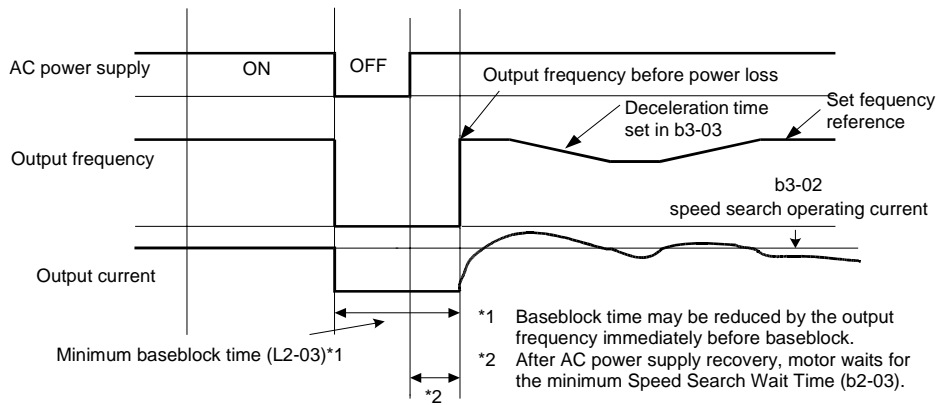 AC power supply
ON
OFF
Output frequency before power loss
Deceleration time
set in b3-03
Set fequency
reference
Output frequency
b3-02
speed search operating current
Output current
*1 Baseblock time may be reduced by the output
frequency immediately before baseblock.
Minimum baseblock time (L2-03)*1
*2 After AC power supply recovery, motor waits for
the minimum Speed Search Wait Time (b2-03).
*2